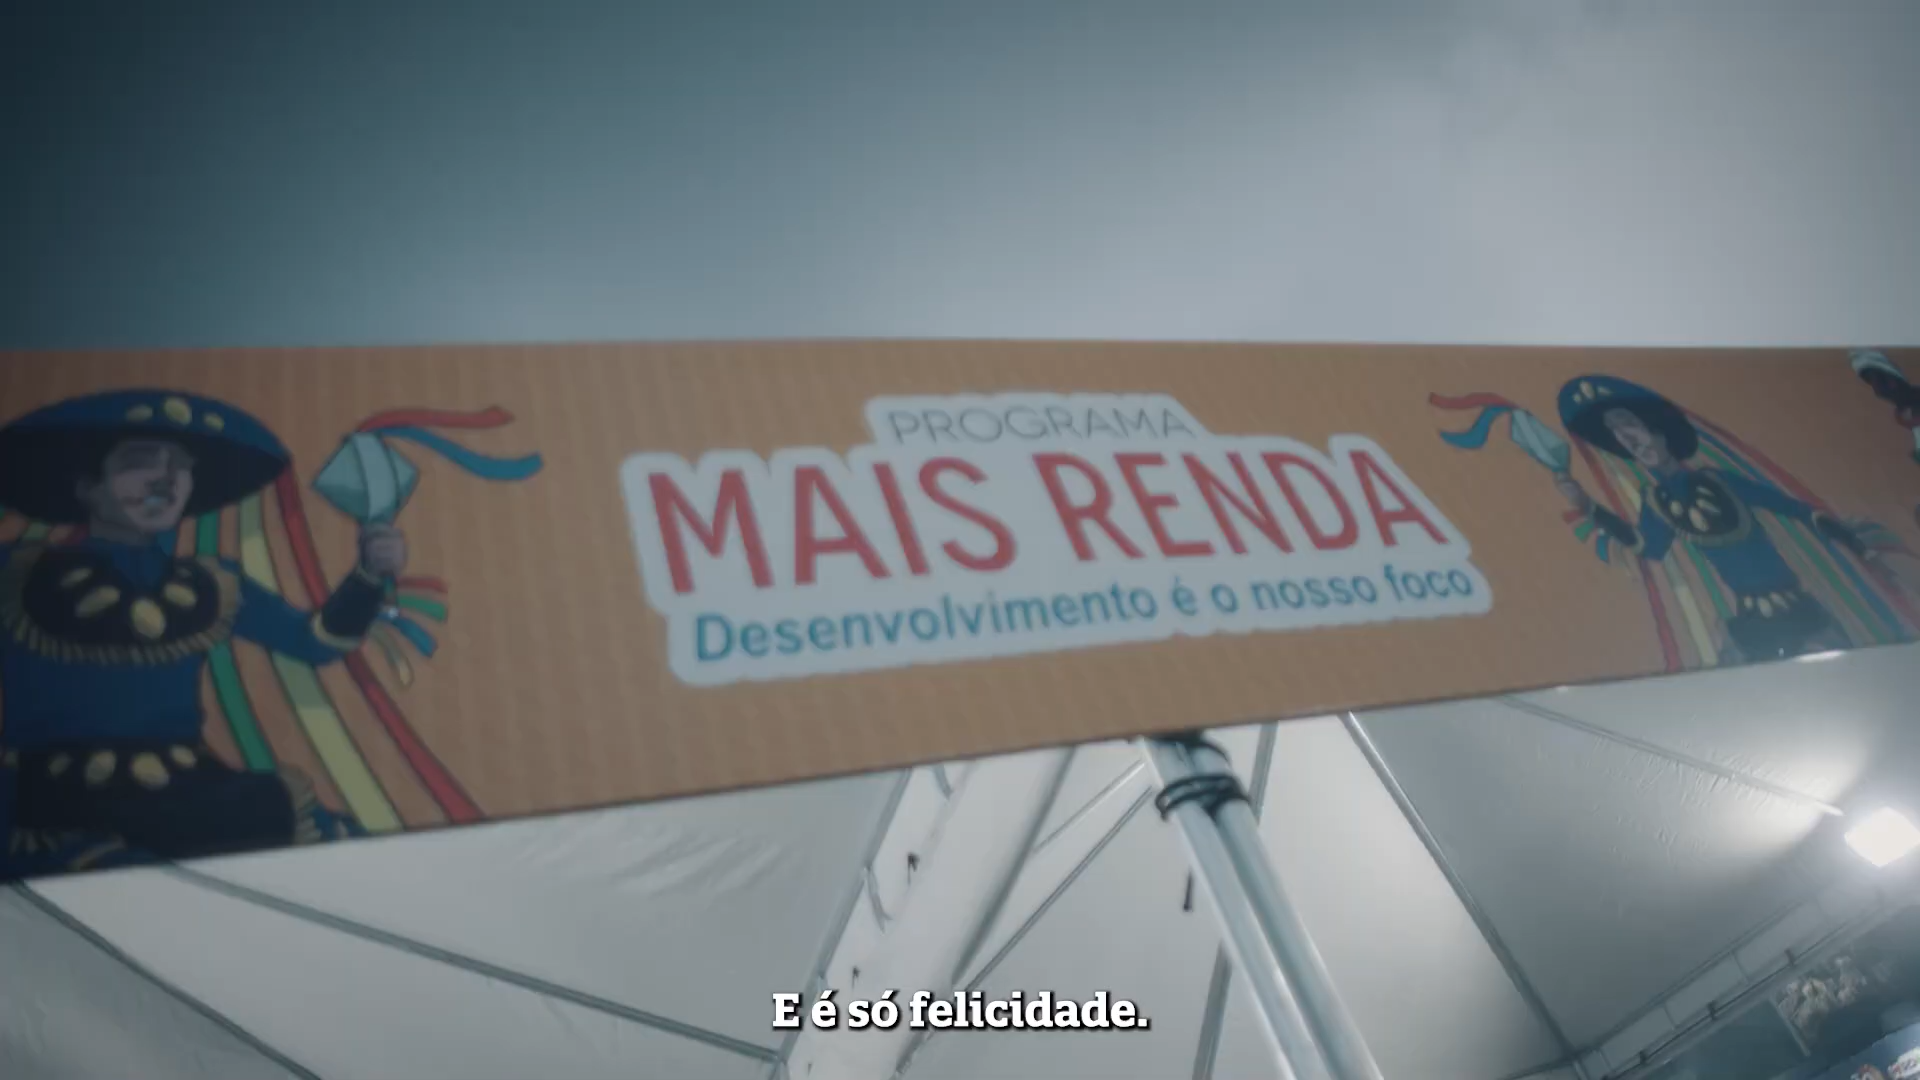 PROGRAMA
MAIS RENDA
Desenvolvimento é o nosso foco
E é só felicidade.